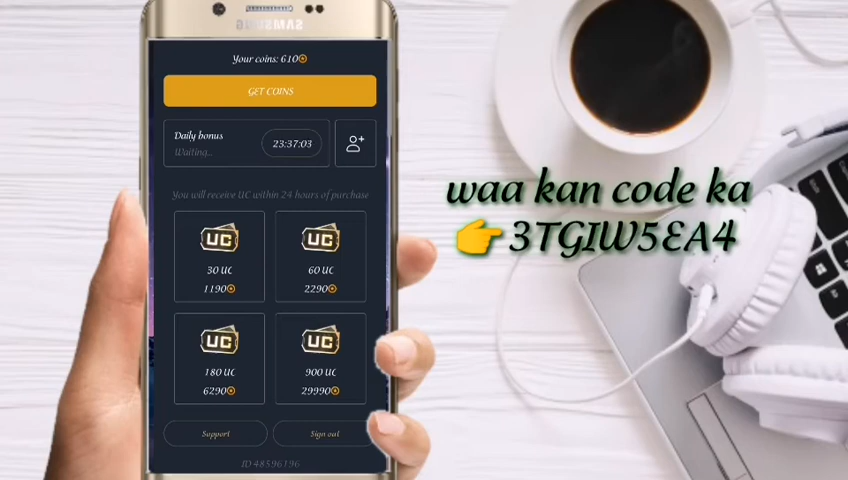 SAMSUNG
Your coins: 610
GET COINS
Daily bonus
Waiting...
23:37:03
You will receive UC within 24 hours of purchase
UC
UC
30 UC
60 UC
1190
2290
UC
UC
180 UC
900 UC
6290
29990
Support
Sign out
ID 48596196
waa kan code ka
👉 3TGIW5EA4